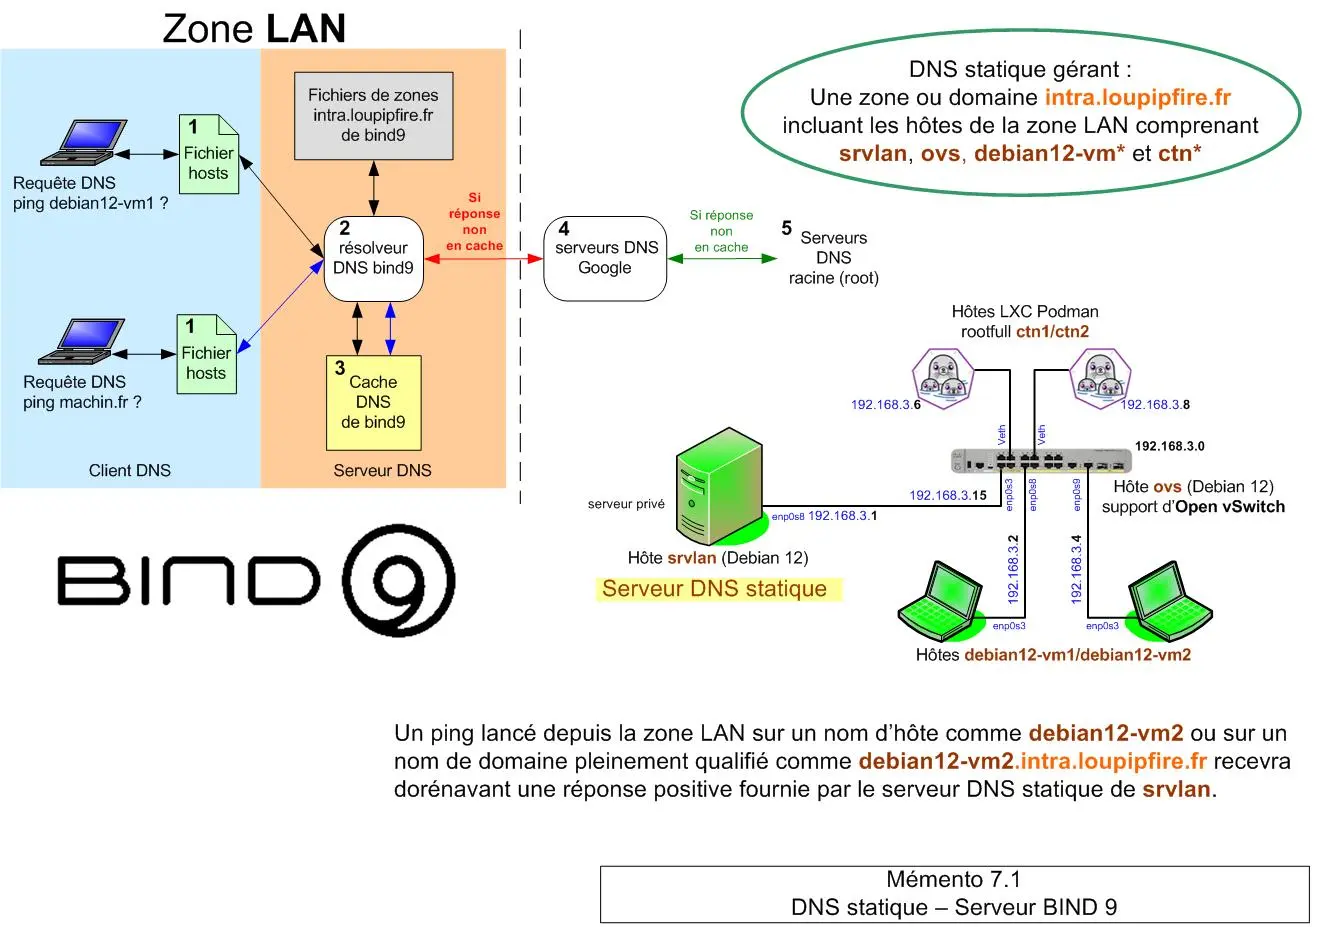 Zone LAN
Fichiers de zones
intra.loupipfire.fr
de bind9
1
Fichier
hosts
Requête DNS
ping debian12-vm1 ?
2
résolveur
DNS bind9
Si
réponse
non
en cache
4
serveurs DNS
Google
Si réponse
non
en cache
5
Serveurs
DNS
racine (root)
1
Fichier
hosts
Requête DNS
ping machin.fr ?
3
Cache
DNS
de bind9
Client DNS
Serveur DNS
DNS statique gérant :
Une zone ou domaine intra.loupipfire.fr
incluant les hôtes de la zone LAN comprenant
srvlan, ovs, debian12-vm* et ctn*
Hôtes LXC Podman
rootfull ctn1/ctn2
192.168.3.6
192.168.3.8
Veth
Veth
192.168.3.0
Hôte ovs (Debian 12)
support d'Open vSwitch
192.168.3.15
enp0s3
enp0s8
enp0s9
serveur privé
enp0s8 192.168.3.1
Hôte srvlan (Debian 12)
Serveur DNS statique
192.168.3.2
192.168.3.4
enp0s3
enp0s3
Hôtes debian12-vm1/debian12-vm2
BIND 9
Un ping lancé depuis la zone LAN sur un nom d'hôte comme debian12-vm2 ou sur un
nom de domaine pleinement qualifié comme debian12-vm2.intra.loupipfire.fr recevra
dorénavant une réponse positive fournie par le serveur DNS statique de srvlan.
Mémento 7.1
DNS statique – Serveur BIND 9